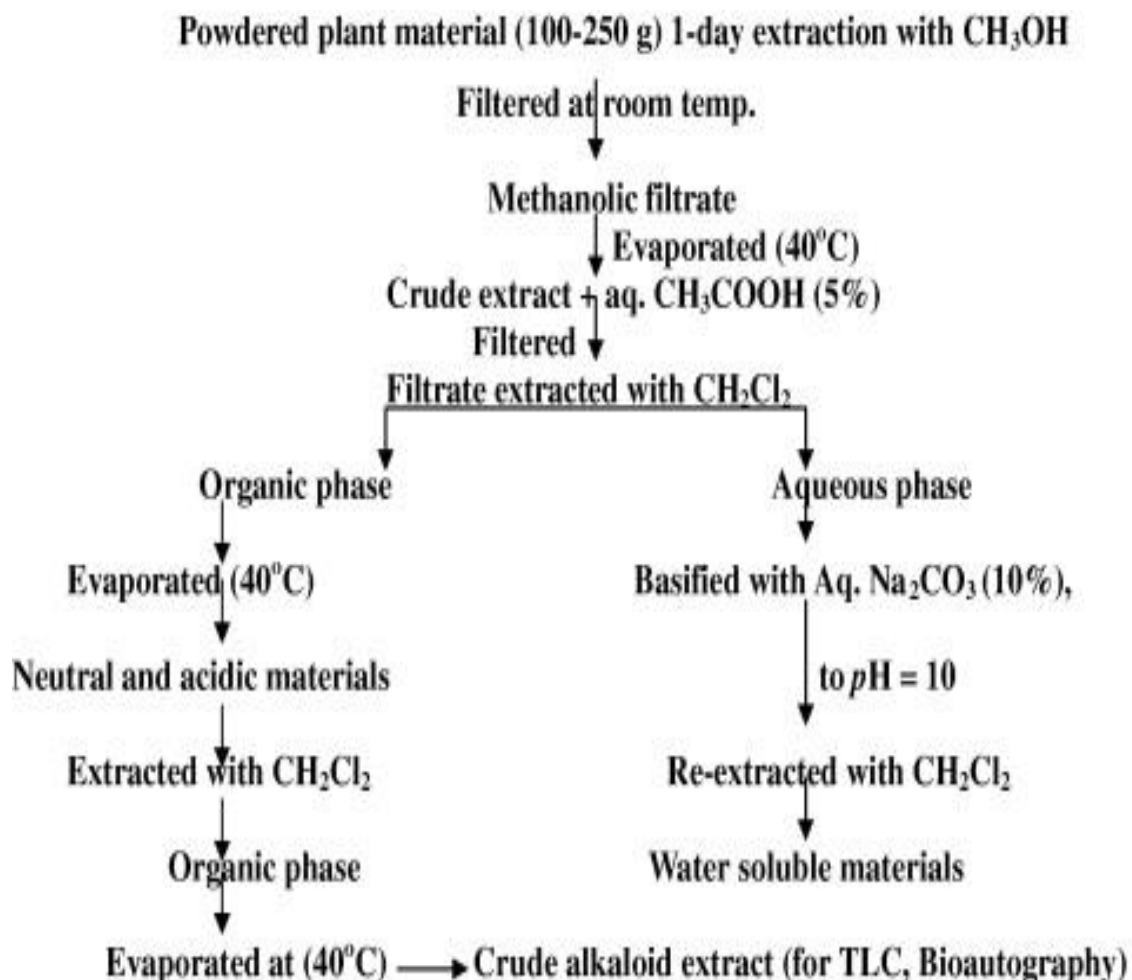 Powdered plant material (100-250 g) 1-day extraction with CH₃OH
Filtered at room temp.
Methanolic filtrate
Evaporated (40°C)
Crude extract + aq. CH₃COOH (5%)
Filtered
Filtrate extracted with CH₂Cl₂
Organic phase
Evaporated (40°C)
Neutral and acidic materials
Extracted with CH₂Cl₂
Organic phase
Evaporated at (40°C)
Aqueous phase
Basified with Aq. Na₂CO₃ (10%),
to pH = 10
Re-extracted with CH₂Cl₂
Water soluble materials
Crude alkaloid extract (for TLC, Bioautography)